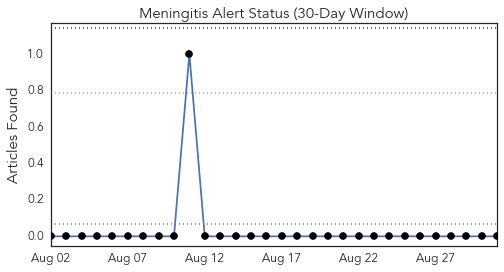 Meningitis Alert Status (30-Day Window)
Articles Found
1.0
0.8
0.6
0.4
0.2
0.0
Aug 02 Aug 07 Aug 12 Aug 17 Aug 22 Aug 27